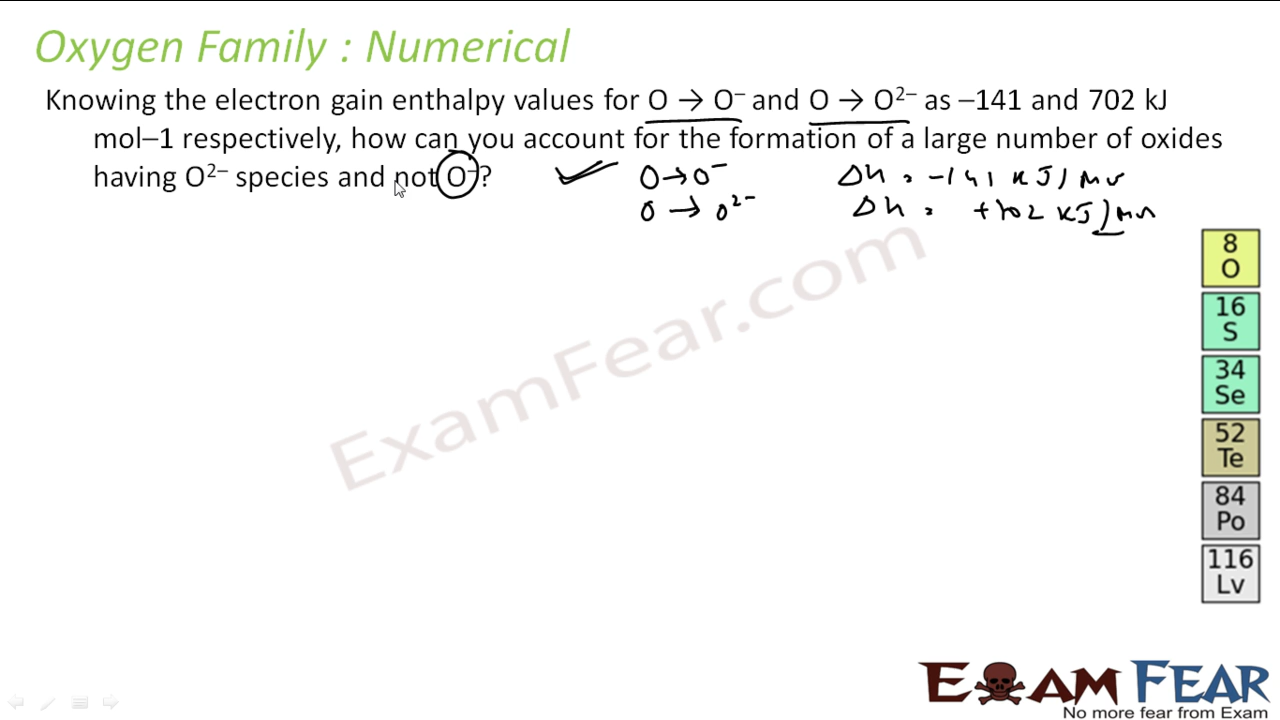 Oxygen Family : Numerical
Knowing the electron gain enthalpy values for O → O⁻ and O → O²⁻ as –141 and 702 kJ
mol–1 respectively, how can you account for the formation of a large number of oxides
having O²⁻ species and not O⁻?
O → O⁻ Δh = -141 KJ/
O → O²⁻ Δh = +702 KJ/
ExamFear.com
8
O
16
S
34
Se
52
Te
84
Po
116
Lv
EXAM FEAR
No more fear from Exam